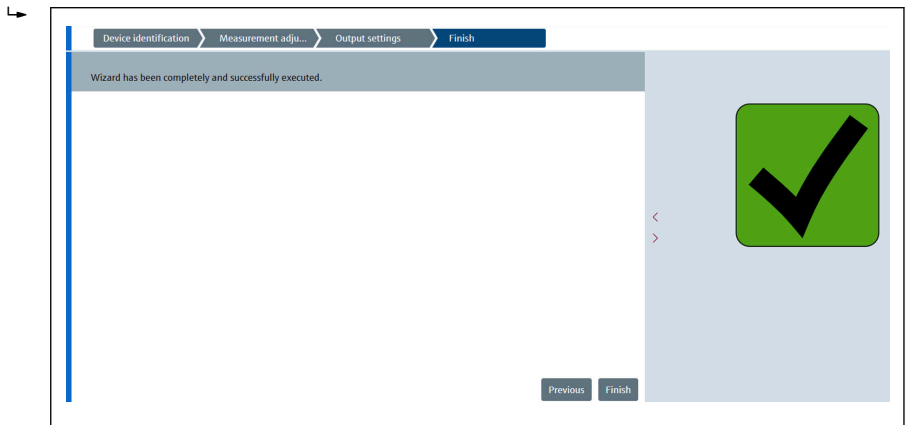 Device identification Measurement adju... Output settings Finish
Wizard has been completely and successfully executed.
Previous Finish